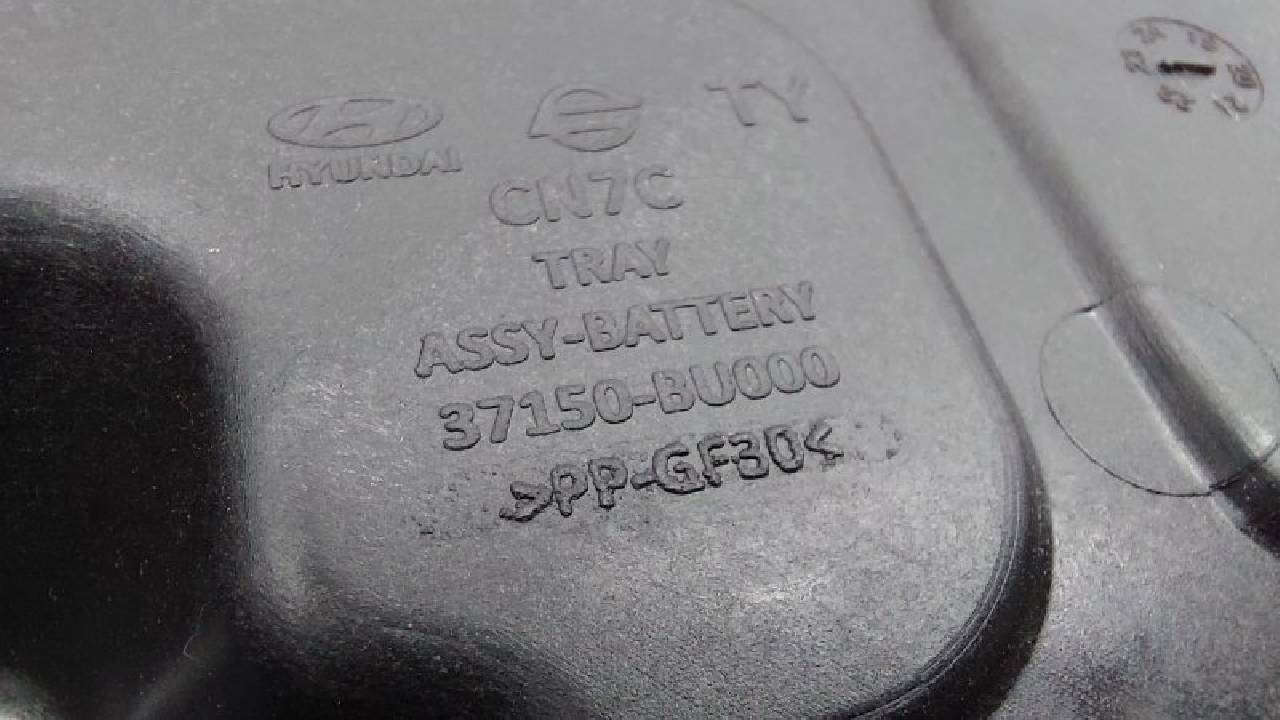 HYUNDAI TY
CN7C
TRAY
ASSY-BATTERY
37150-BU000
>PP-GF30<